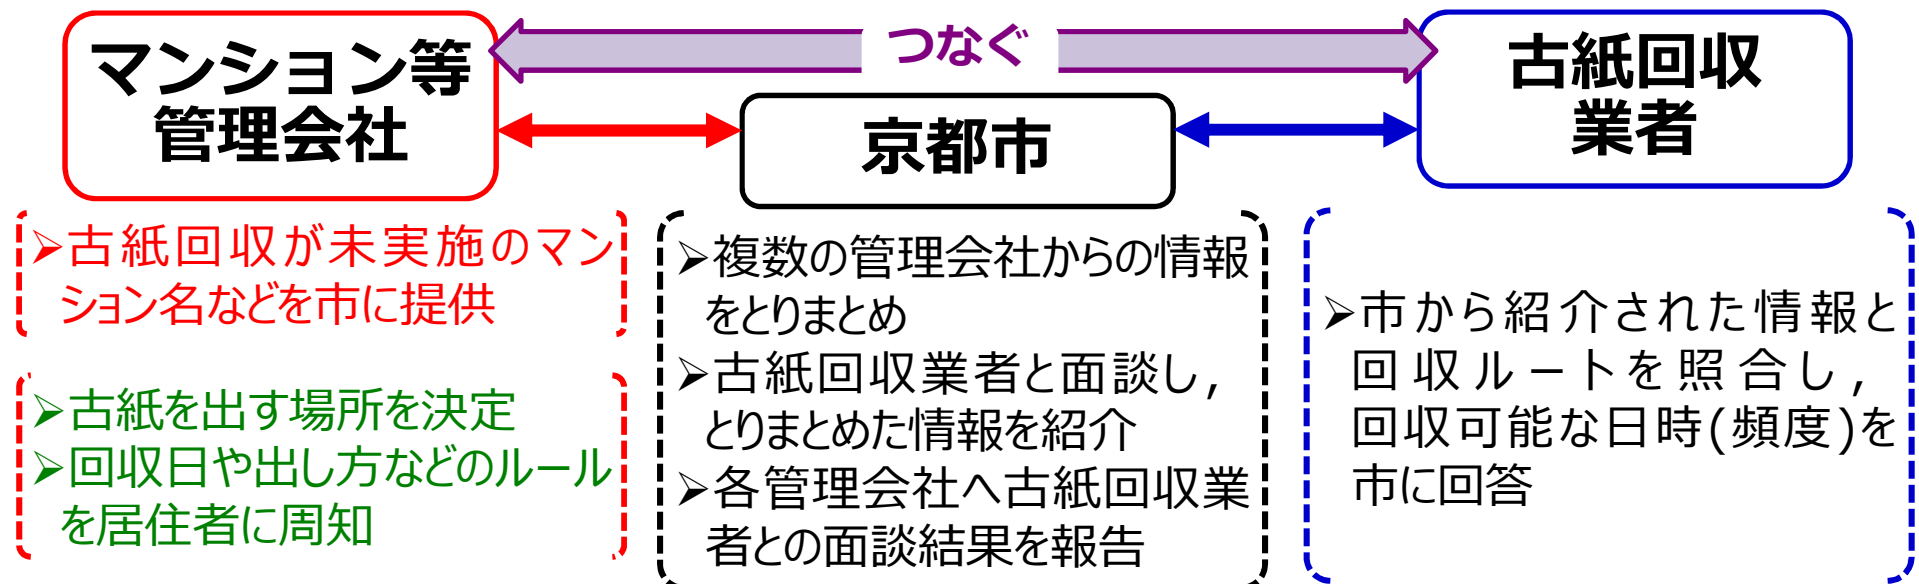 マンション等
管理会社
つなぐ
京都市
古紙回収
業者
➢古紙回収が未実施のマン
ション名などを市に提供
➢古紙を出す場所を決定
➢回収日や出し方などのルール
を居住者に周知
➢複数の管理会社からの情報
をとりまとめ
➢古紙回収業者と面談し，
とりまとめた情報を紹介
➢各管理会社へ古紙回収業
者との面談結果を報告
➢市から紹介された情報と
回収ルートを照合し，
回収可能な日時(頻度)を
市に回答